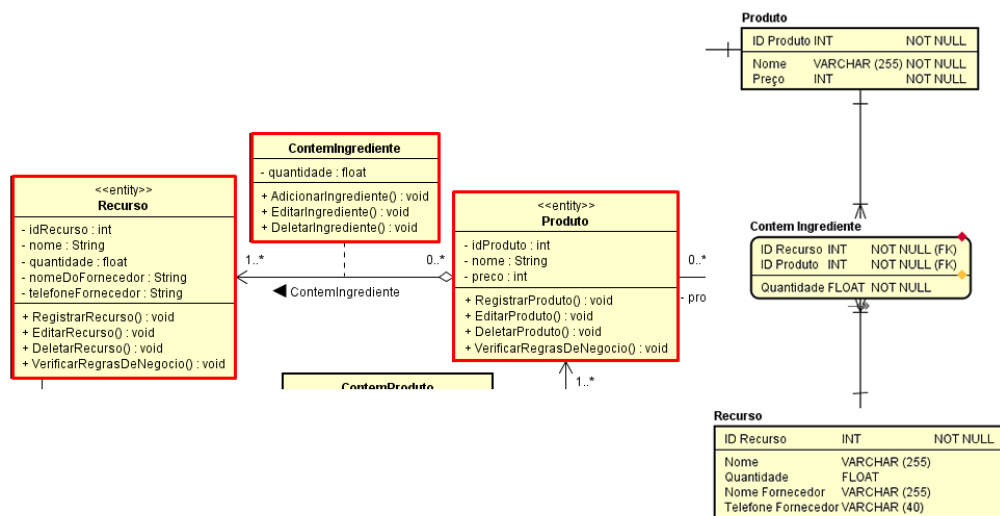 ContemIngrediente
- quantidade : float
+ AdicionarIngrediente() : void
+ EditarIngrediente() : void
+ DeletarIngrediente() : void
<<entity>>
Recurso
- idRecurso : int
- nome : String
- quantidade : float
- nomeDoFornecedor : String
- telefoneFornecedor : String
+ RegistrarRecurso() : void
+ EditarRecurso() : void
+ DeletarRecurso() : void
+ VerificarRegrasDeNegocio() : void
1..*
0..*
ContemIngrediente
<<entity>>
Produto
- idProduto : int
- nome : String
- preco : int
+ RegistrarProduto() : void
+ EditarProduto() : void
+ DeletarProduto() : void
+ VerificarRegrasDeNegocio() : void
0..*
- pro
1..*
ContemProduto
Produto
ID Produto INT NOT NULL
Nome VARCHAR (255) NOT NULL
Preço INT NOT NULL
Contem Ingrediente
ID Recurso INT NOT NULL (FK)
ID Produto INT NOT NULL (FK)
Quantidade FLOAT NOT NULL
Recurso
ID Recurso INT NOT NULL
Nome VARCHAR (255)
Quantidade FLOAT
Nome Fornecedor VARCHAR (255)
Telefone Fornecedor VARCHAR (40)